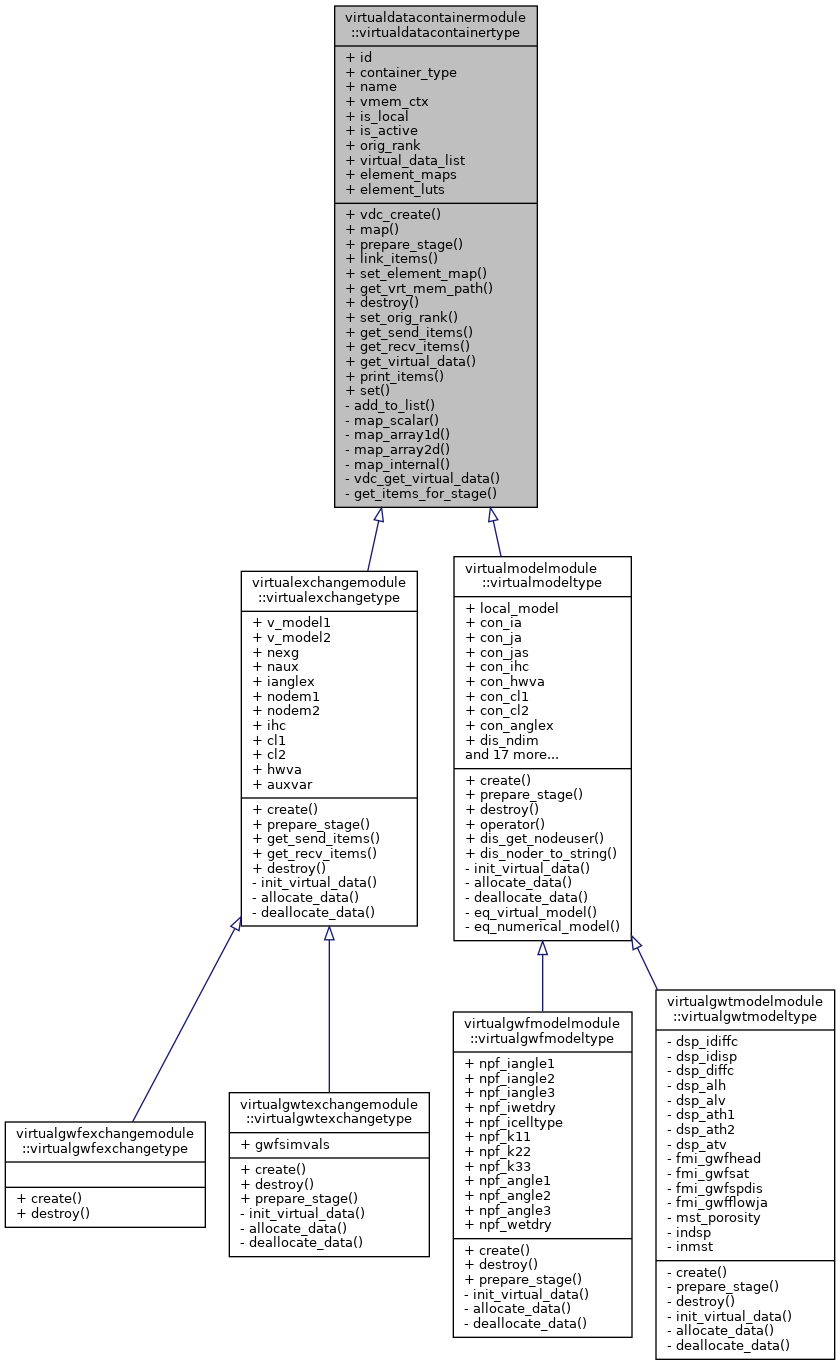 virtualdatacontainermodule
::virtualdatacontainertype
+ id
+ container_type
+ name
+ vmem_ctx
+ is_local
+ is_active
+ orig_rank
+ virtual_data_list
+ element_maps
+ element_luts
+ vdc_create()
+ map()
+ prepare_stage()
+ link_items()
+ set_element_map()
+ get_vrt_mem_path()
+ destroy()
+ set_orig_rank()
+ get_send_items()
+ get_recv_items()
+ get_virtual_data()
+ print_items()
+ set()
- add_to_list()
- map_scalar()
- map_array1d()
- map_array2d()
- map_internal()
- vdc_get_virtual_data()
- get_items_for_stage()
virtualexchangemodule
::virtualexchangetype
+ v_model1
+ v_model2
+ nexg
+ naux
+ ianglex
+ nodem1
+ nodem2
+ ihc
+ cl1
+ cl2
+ hwva
+ auxvar
+ create()
+ prepare_stage()
+ get_send_items()
+ get_recv_items()
+ destroy()
- init_virtual_data()
- allocate_data()
- deallocate_data()
virtualmodelmodule
::virtualmodeltype
+ local_model
+ con_ia
+ con_ja
+ con_jas
+ con_ihc
+ con_hwva
+ con_cl1
+ con_cl2
+ con_anglex
+ dis_ndim
and 17 more...
+ create()
+ prepare_stage()
+ destroy()
+ operator()
+ dis_get_nodeuser()
+ dis_noder_to_string()
- init_virtual_data()
- allocate_data()
- deallocate_data()
- eq_virtual_model()
- eq_numerical_model()
virtualgwfexchangemodule
::virtualgwfexchangetype
+ create()
+ destroy()
virtualgwtexchangemodule
::virtualgwtexchangetype
+ gwfsimvals
+ create()
+ destroy()
+ prepare_stage()
- init_virtual_data()
- allocate_data()
- deallocate_data()
virtualgwfmodelmodule
::virtualgwfmodeltype
+ npf_iangle1
+ npf_iangle2
+ npf_iangle3
+ npf_iwetdry
+ npf_icelltype
+ npf_k11
+ npf_k22
+ npf_k33
+ npf_angle1
+ npf_angle2
+ npf_angle3
+ npf_wetdry
+ create()
+ destroy()
+ prepare_stage()
- init_virtual_data()
- allocate_data()
- deallocate_data()
virtualgwtmodelmodule
::virtualgwtmodeltype
- dsp_idiffc
- dsp_idisp
- dsp_diffc
- dsp_alh
- dsp_alv
- dsp_ath1
- dsp_ath2
- dsp_atv
- fmi_gwfhead
- fmi_gwfsat
- fmi_gwfspdis
- fmi_gwfflowja
- mst_porosity
- indsp
- inmst
- create()
- prepare_stage()
- destroy()
- init_virtual_data()
- allocate_data()
- deallocate_data()